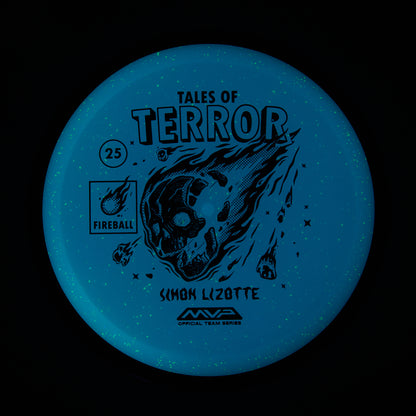 TALES OF
TERROR
25
FIREBALL
SIMON LIZOTTE
MVP
OFFICIAL TEAM SERIES